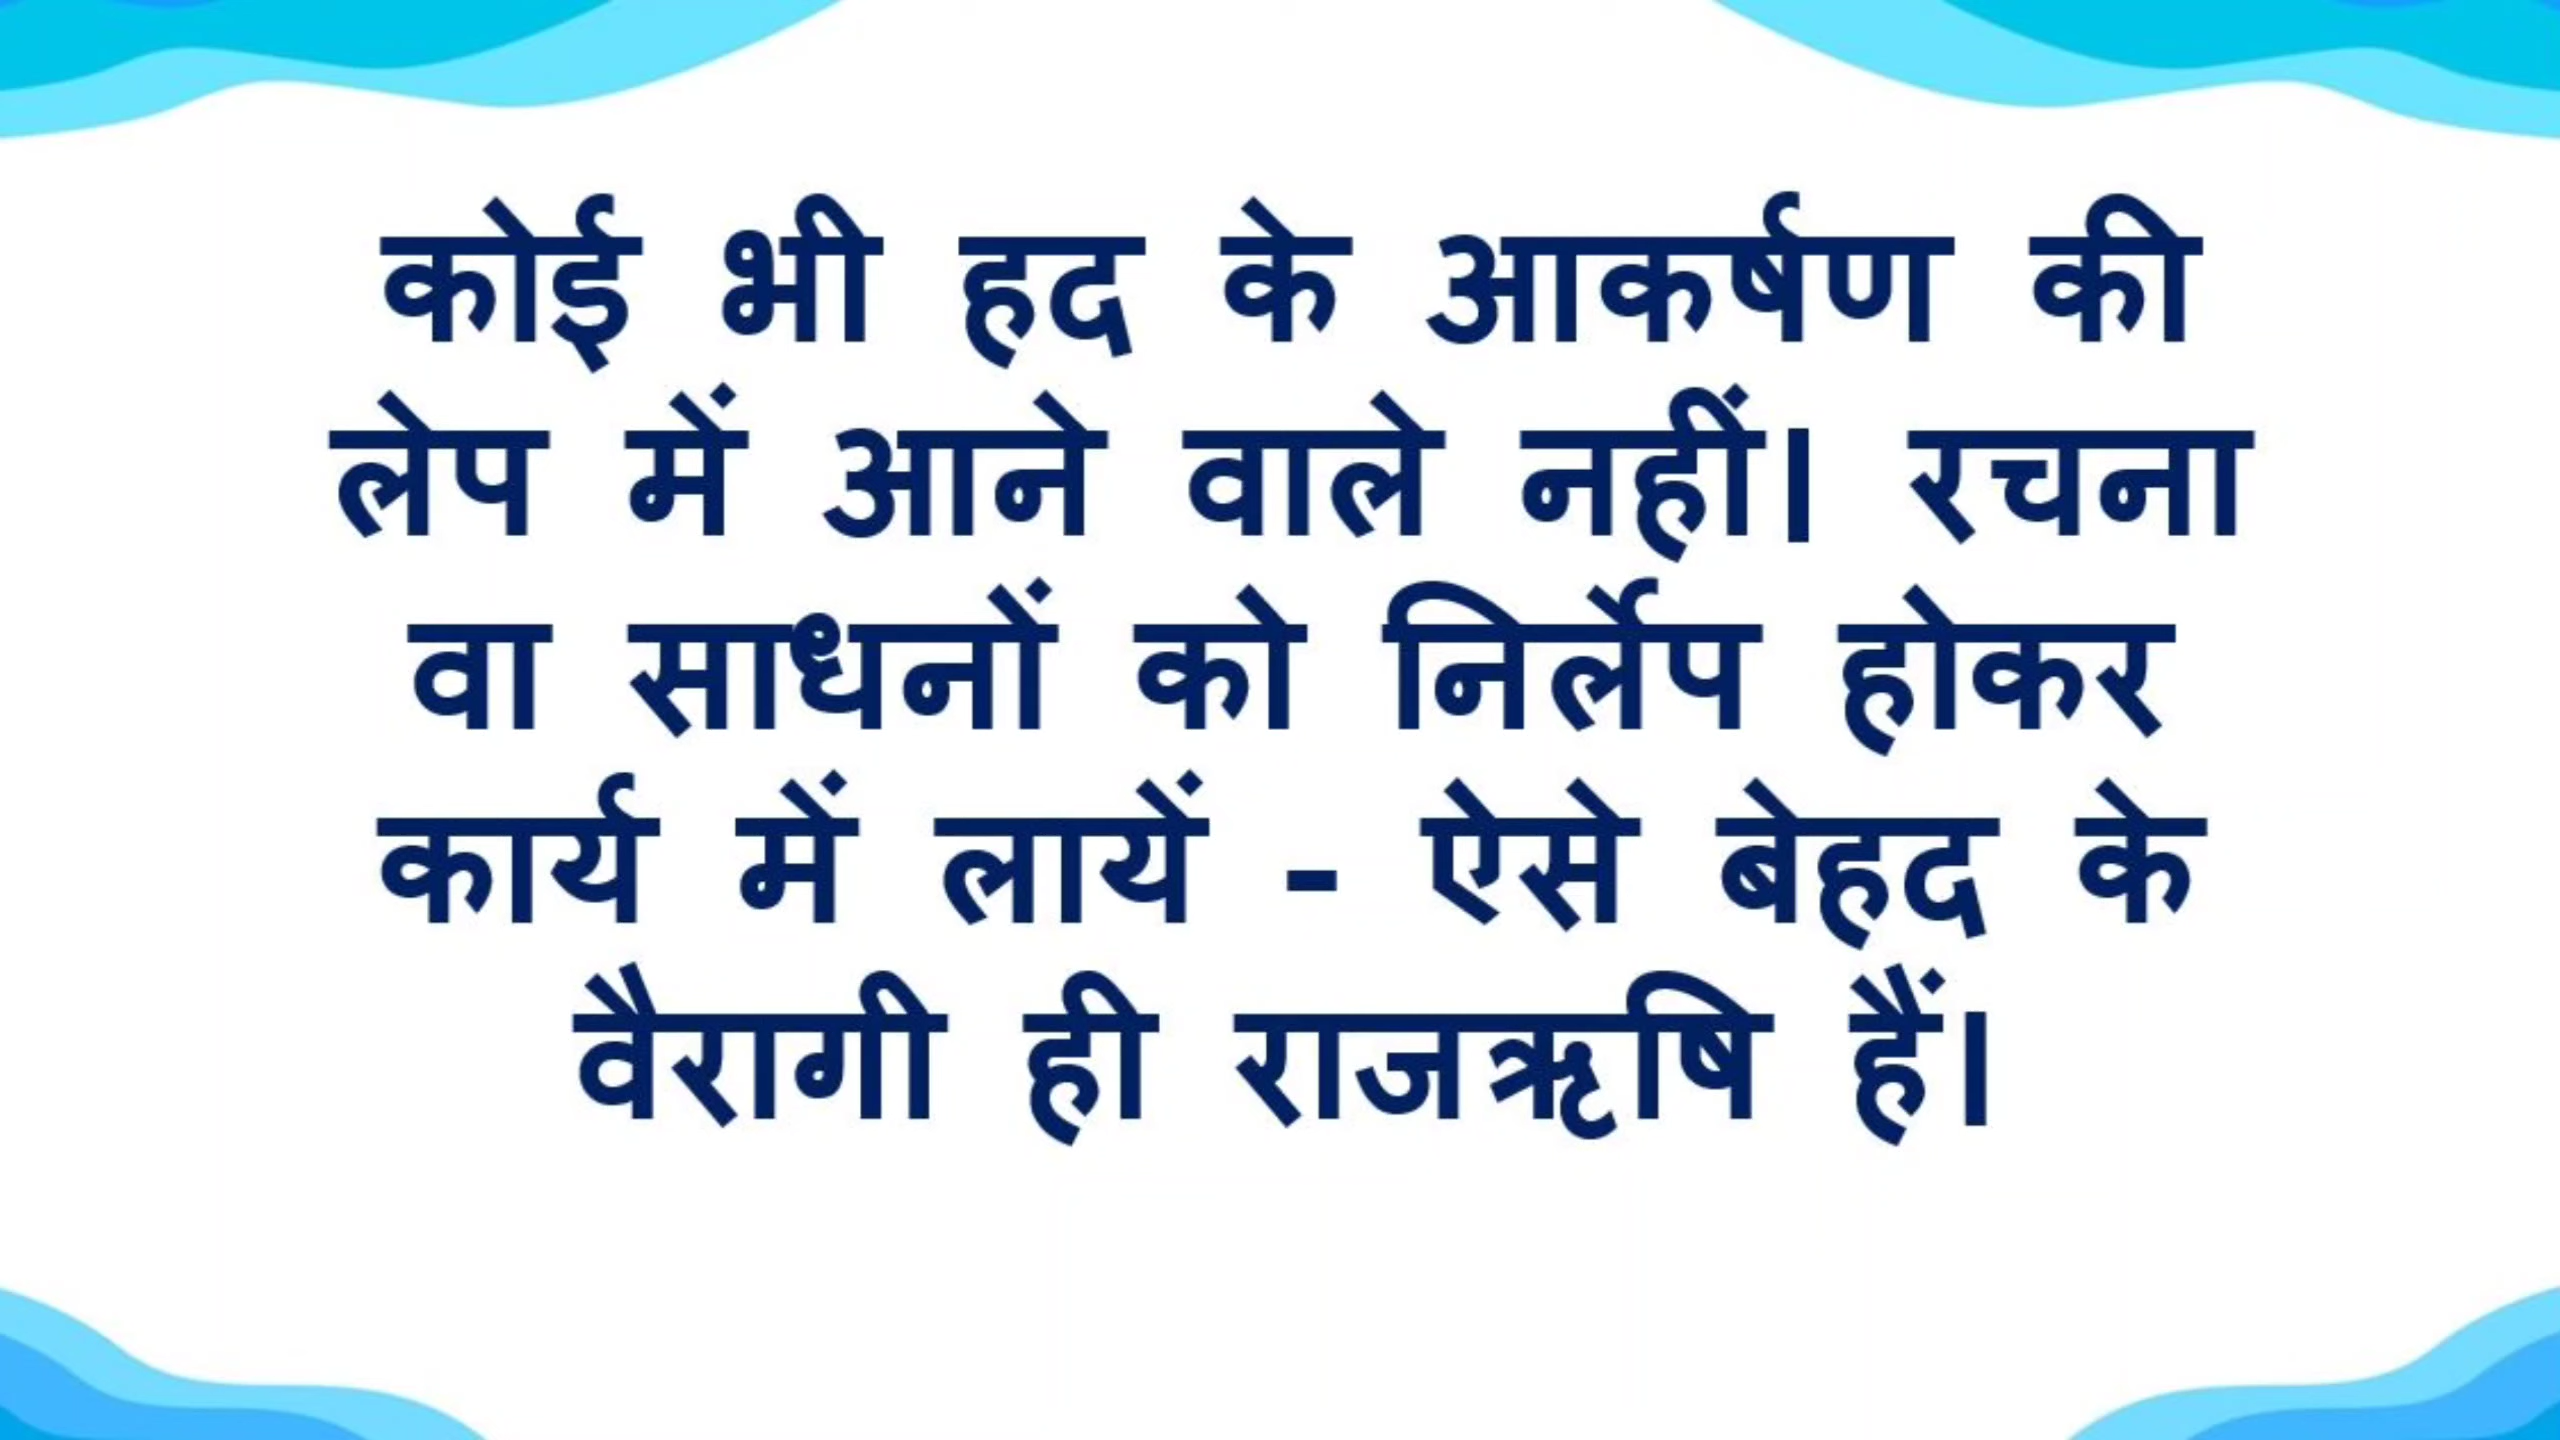 कोई भी हद के आकर्षण की
लेप में आने वाले नहीं। रचना
वा साधनों को निर्लेप होकर
कार्य में लायें - ऐसे बेहद के
वैरागी ही राजऋषि हैं।